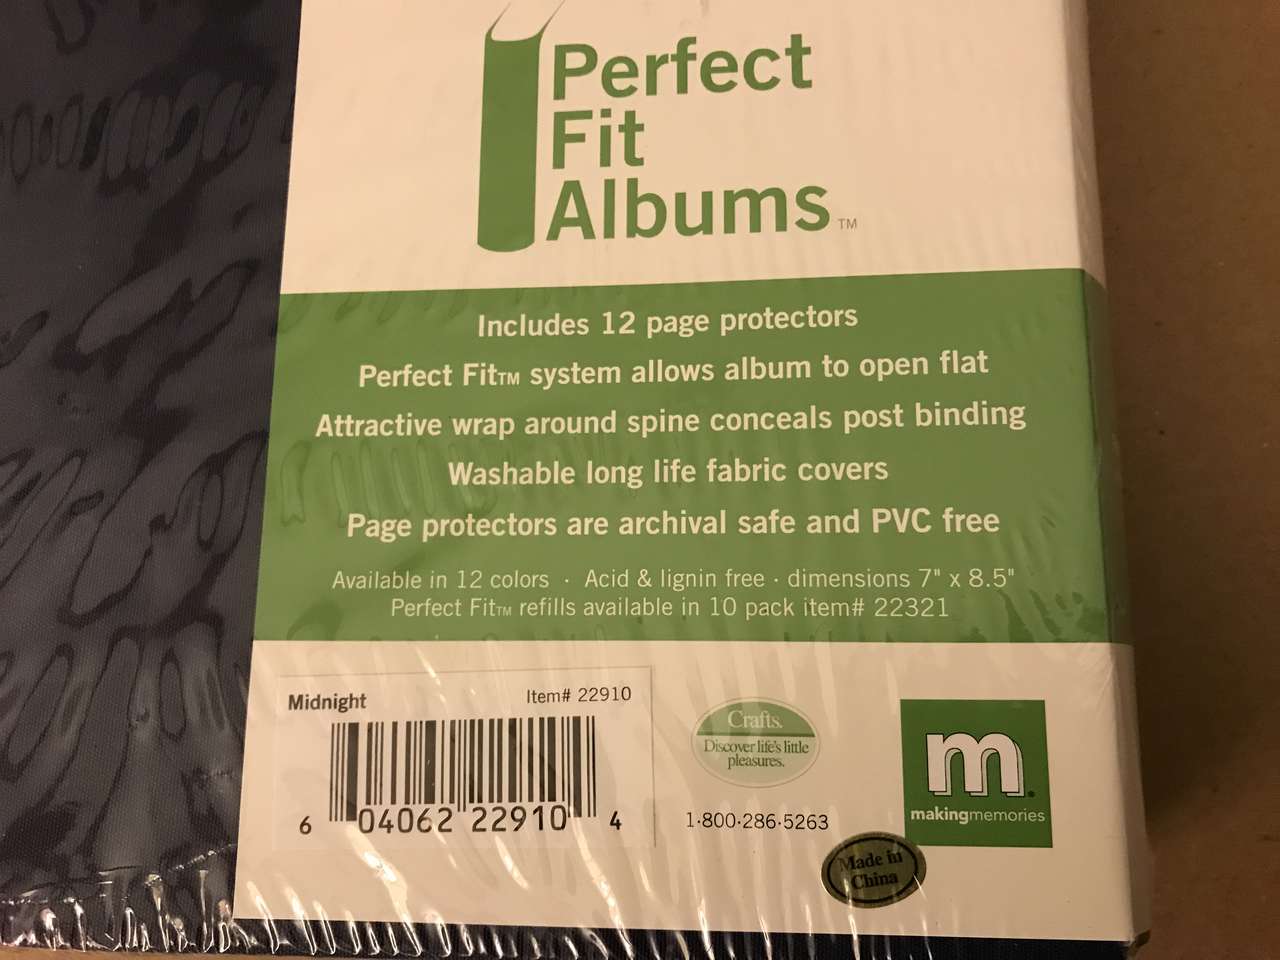 Perfect
Fit
Albums™
Includes 12 page protectors
Perfect Fit™ system allows album to open flat
Attractive wrap around spine conceals post binding
Washable long life fabric covers
Page protectors are archival safe and PVC free
Available in 12 colors · Acid & lignin free · dimensions 7" x 8.5"
Perfect Fit™ refills available in 10 pack item# 22321
Midnight Item# 22910
6 04062 22910 4
Crafts.
Discover life's little
pleasures.
1·800·286·5263
m®
makingmemories
Made in
China